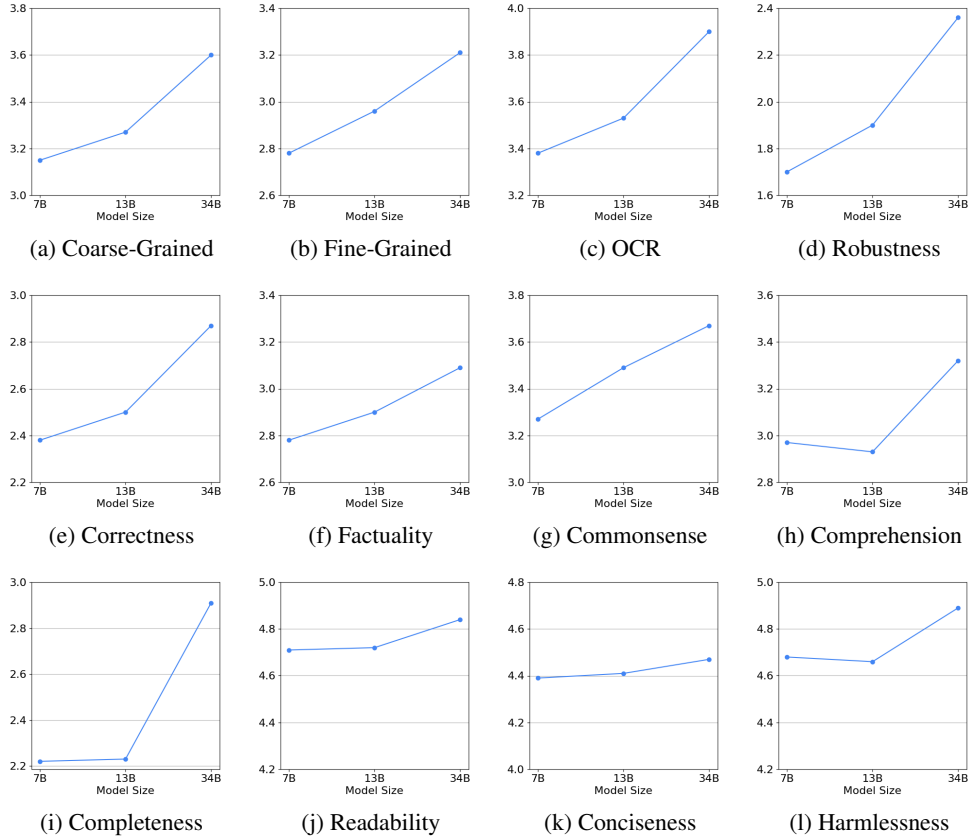 3.8
3.6
3.4
3.2
3.0
7B 13B 34B
Model Size
(a) Coarse-Grained
3.4
3.2
3.0
2.8
2.6
7B 13B 34B
Model Size
(b) Fine-Grained
4.0
3.8
3.6
3.4
3.2
7B 13B 34B
Model Size
(c) OCR
2.4
2.2
2.0
1.8
1.6
7B 13B 34B
Model Size
(d) Robustness
3.0
2.8
2.6
2.4
2.2
7B 13B 34B
Model Size
(e) Correctness
3.4
3.2
3.0
2.8
2.6
7B 13B 34B
Model Size
(f) Factuality
3.8
3.6
3.4
3.2
3.0
7B 13B 34B
Model Size
(g) Commonsense
3.6
3.4
3.2
3.0
2.8
7B 13B 34B
Model Size
(h) Comprehension
3.0
2.8
2.6
2.4
2.2
7B 13B 34B
Model Size
(i) Completeness
5.0
4.8
4.6
4.4
4.2
7B 13B 34B
Model Size
(j) Readability
4.8
4.6
4.4
4.2
4.0
7B 13B 34B
Model Size
(k) Conciseness
5.0
4.8
4.6
4.4
4.2
7B 13B 34B
Model Size
(l) Harmlessness